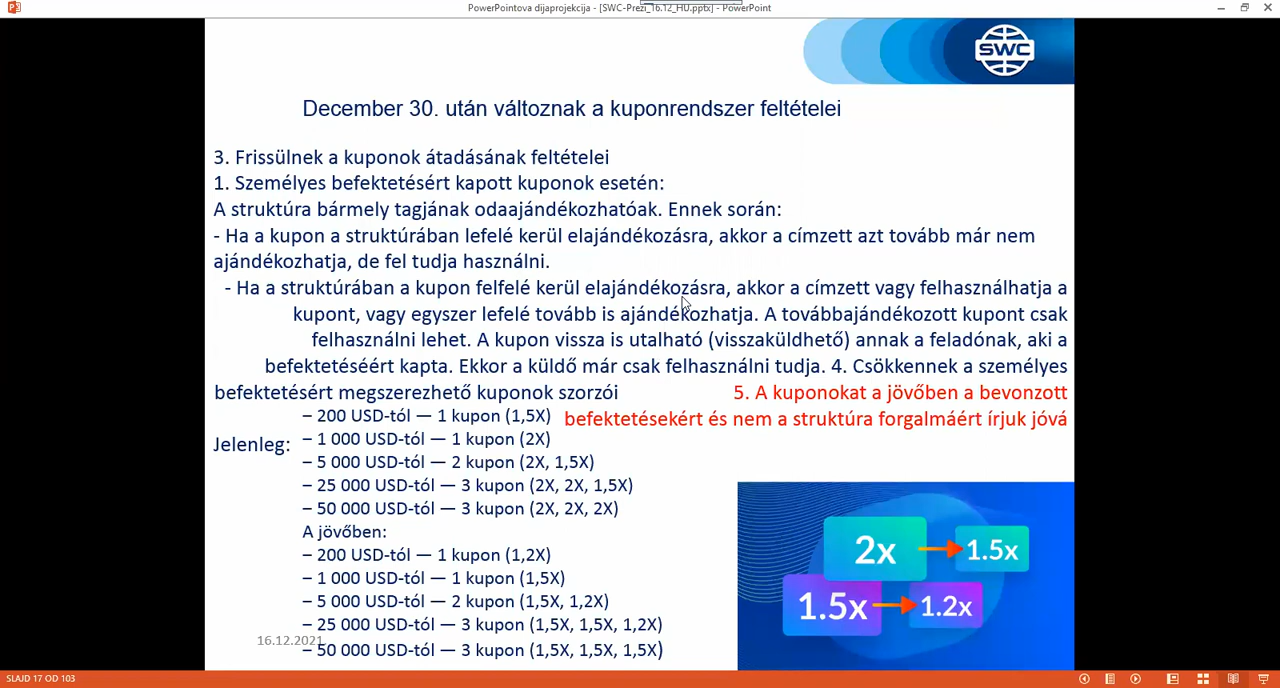 PowerPointova dijaprojekcija - [SWC-Prezi_16.12_HU.pptx] - PowerPoint
SWC
December 30. után változnak a kuponrendszer feltételei
3. Frissülnek a kuponok átadásának feltételei
1. Személyes befektetésért kapott kuponok esetén:
A struktúra bármely tagjának odaajándékozhatóak. Ennek során:
- Ha a kupon a struktúrában lefelé kerül elajándékozásra, akkor a címzett azt tovább már nem
ajándékozhatja, de fel tudja használni.
- Ha a struktúrában a kupon felfelé kerül elajándékozásra, akkor a címzett vagy felhasználhatja a
kupont, vagy egyszer lefelé tovább is ajándékozhatja. A továbbajándékozott kupont csak
felhasználni lehet. A kupon vissza is utalható (visszaküldhető) annak a feladónak, aki a
befektetéséért kapta. Ekkor a küldő már csak felhasználni tudja. 4. Csökkennek a személyes
befektetésért megszerezhető kuponok szorzói
5. A kuponokat a jövőben a bevonzott
befektetésekért és nem a struktúra forgalmáért írjuk jóvá
Jelenleg:
– 200 USD-tól — 1 kupon (1,5X)
– 1 000 USD-tól — 1 kupon (2X)
– 5 000 USD-tól — 2 kupon (2X, 1,5X)
– 25 000 USD-tól — 3 kupon (2X, 2X, 1,5X)
– 50 000 USD-tól — 3 kupon (2X, 2X, 2X)
A jövőben:
– 200 USD-tól — 1 kupon (1,2X)
– 1 000 USD-tól — 1 kupon (1,5X)
– 5 000 USD-tól — 2 kupon (1,5X, 1,2X)
– 25 000 USD-tól — 3 kupon (1,5X, 1,5X, 1,2X)
– 50 000 USD-tól — 3 kupon (1,5X, 1,5X, 1,5X)
16.12.2021
2x 1.5x
1.5x 1.2x
SLAJD 17 OD 103